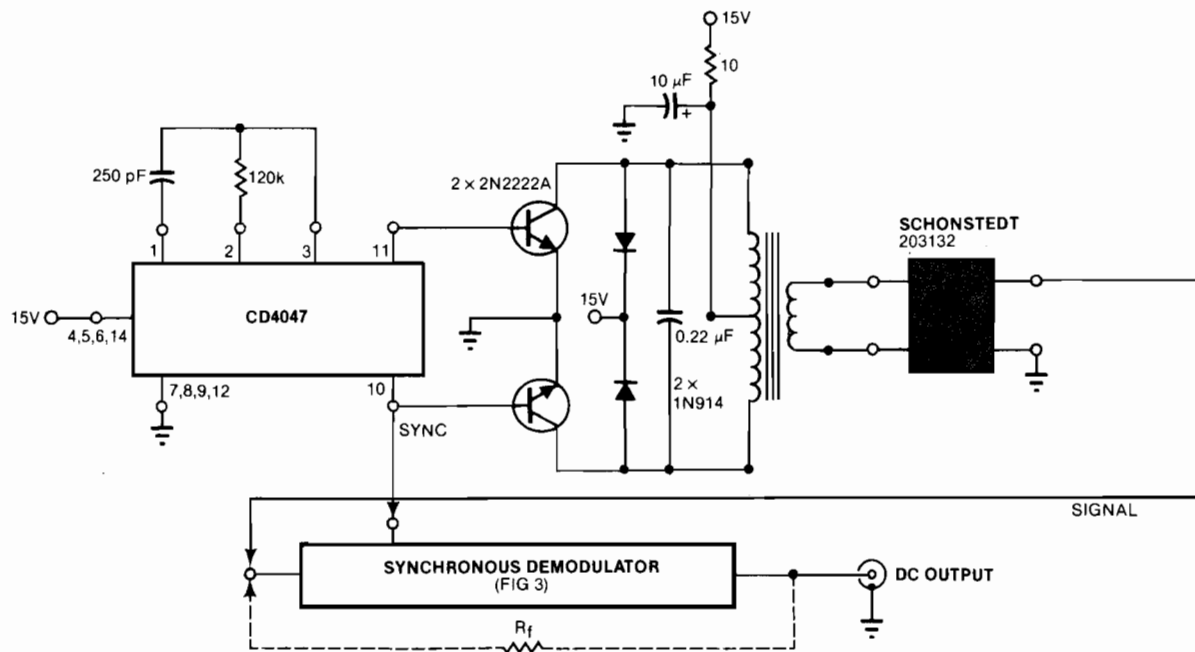 15V
10
10 µF
+
250 pF
120k
2 × 2N2222A
SCHONSTEDT
203132
1
2
3
11
15V
4,5,6,14
CD4047
15V
0.22 µF
2 ×
1N914
7,8,9,12
10
SYNC
SIGNAL
SYNCHRONOUS DEMODULATOR
(FIG 3)
DC OUTPUT
Rf